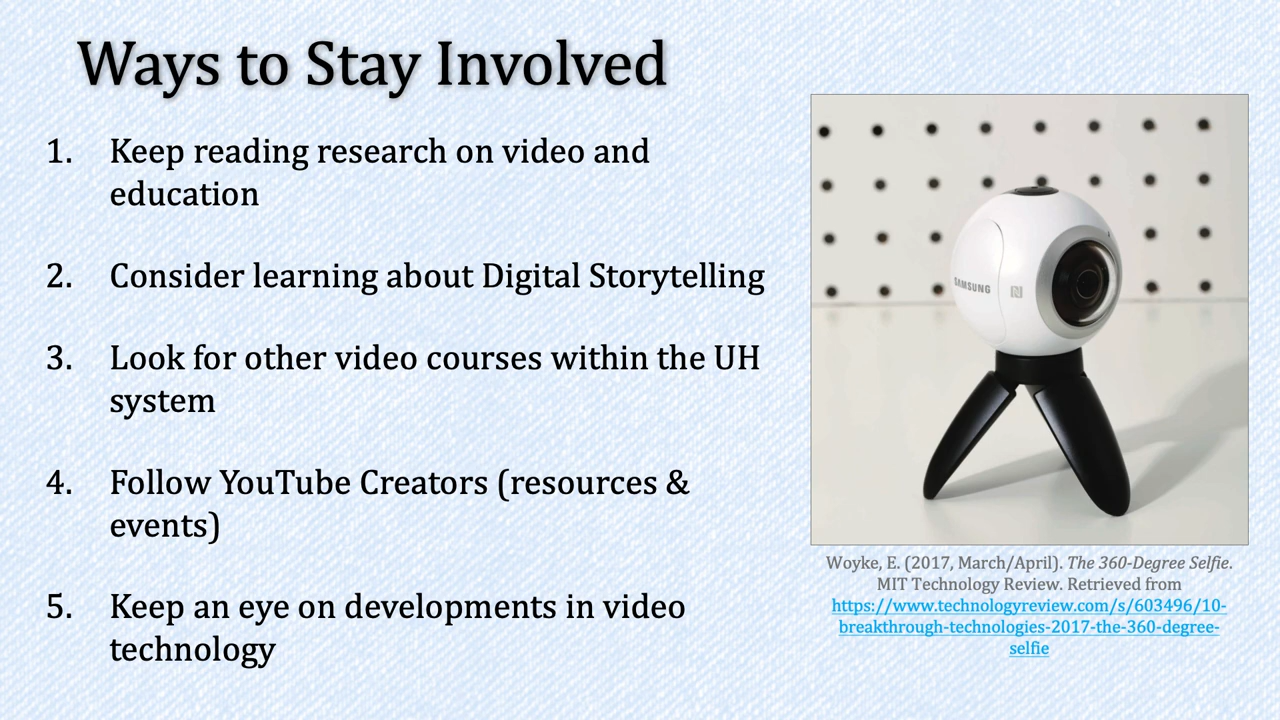 Ways to Stay Involved
1. Keep reading research on video and
education
2. Consider learning about Digital Storytelling
3. Look for other video courses within the UH
system
4. Follow YouTube Creators (resources &
events)
5. Keep an eye on developments in video
technology
SAMSUNG
Woyke, E. (2017, March/April). The 360-Degree Selfie.
MIT Technology Review. Retrieved from
https://www.technologyreview.com/s/603496/10-
breakthrough-technologies-2017-the-360-degree-
selfie